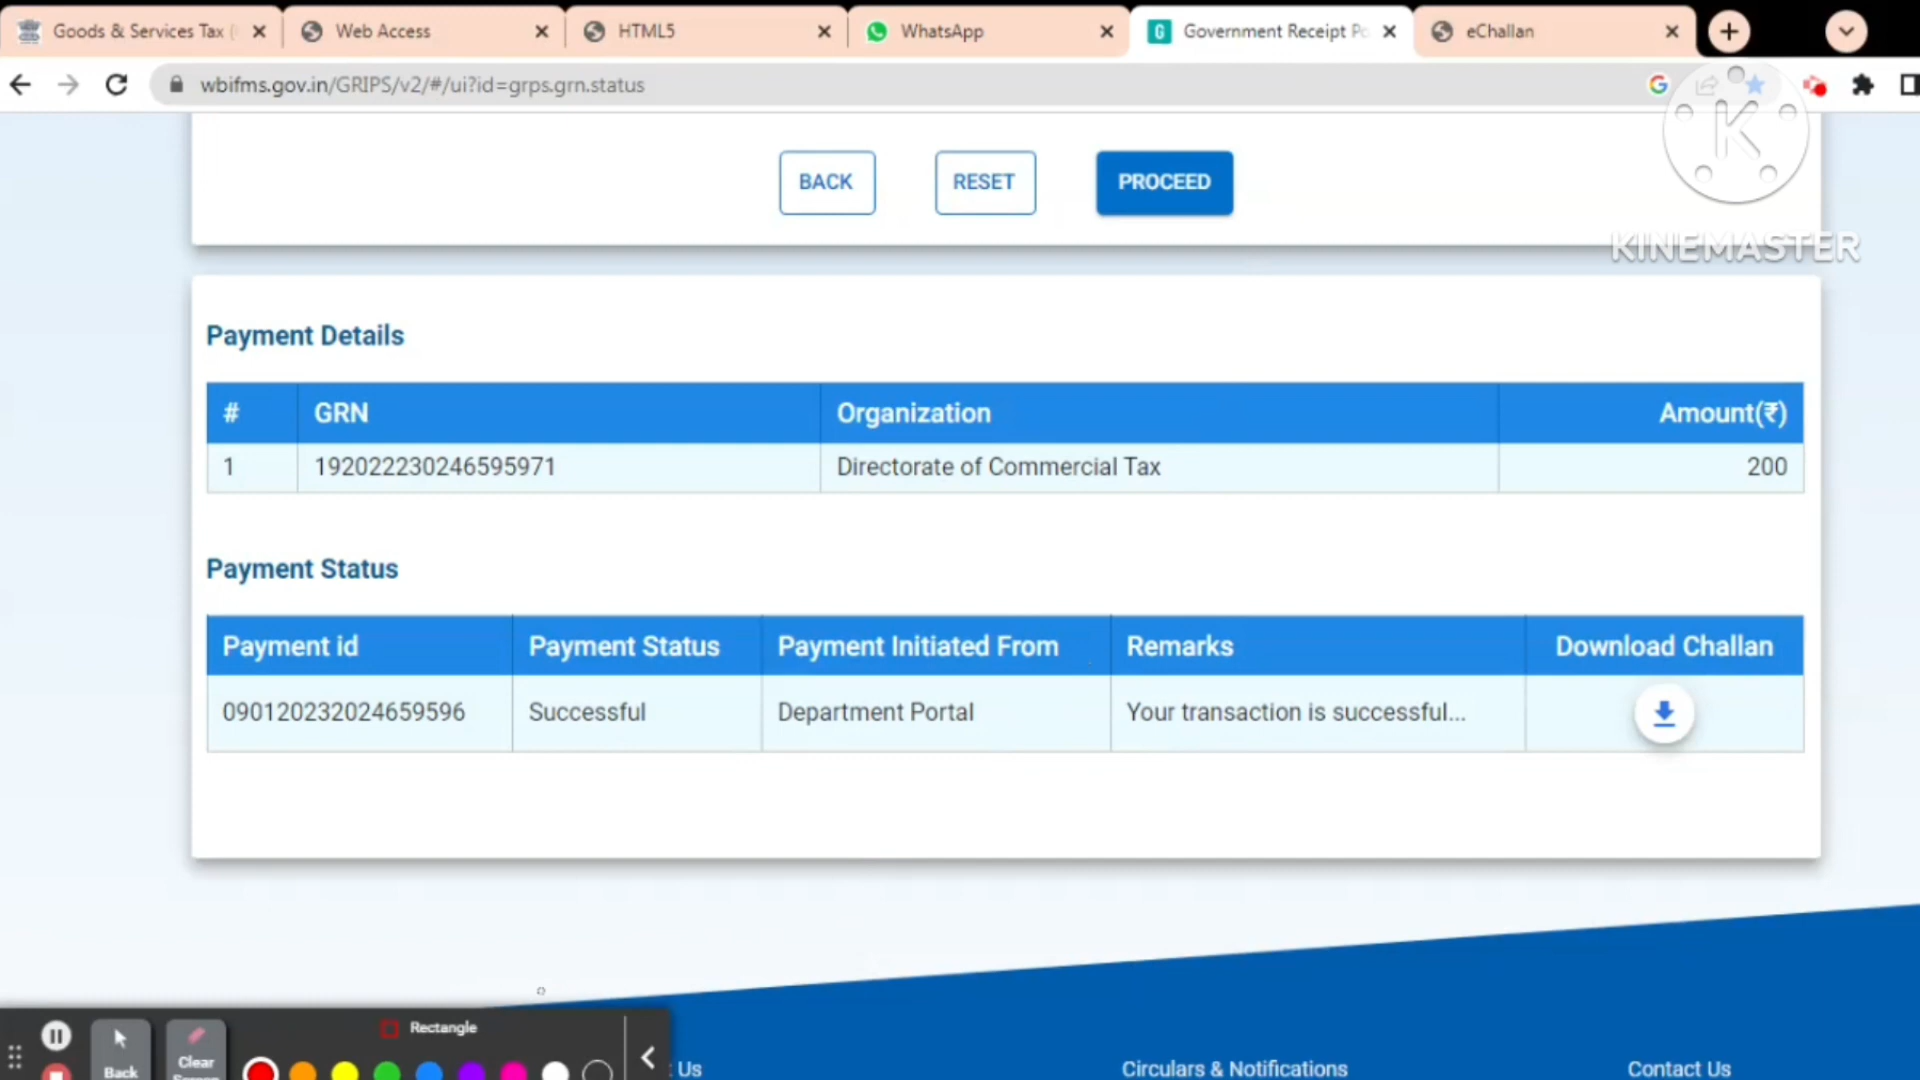 Goods & Services Tax (
Web Access
HTML5
WhatsApp
Government Receipt Po
eChallan
wbifms.gov.in/GRIPS/v2/#/ui?id=grps.grn.status
K
KINEMASTER
BACK
RESET
PROCEED
Payment Details
# GRN Organization Amount(₹)
1 192022230246595971 Directorate of Commercial Tax 200
Payment Status
Payment id Payment Status Payment Initiated From Remarks Download Challan
090120232024659596 Successful Department Portal Your transaction is successful...
Rectangle
Back
Clear
Screen
Us
Circulars & Notifications
Contact Us